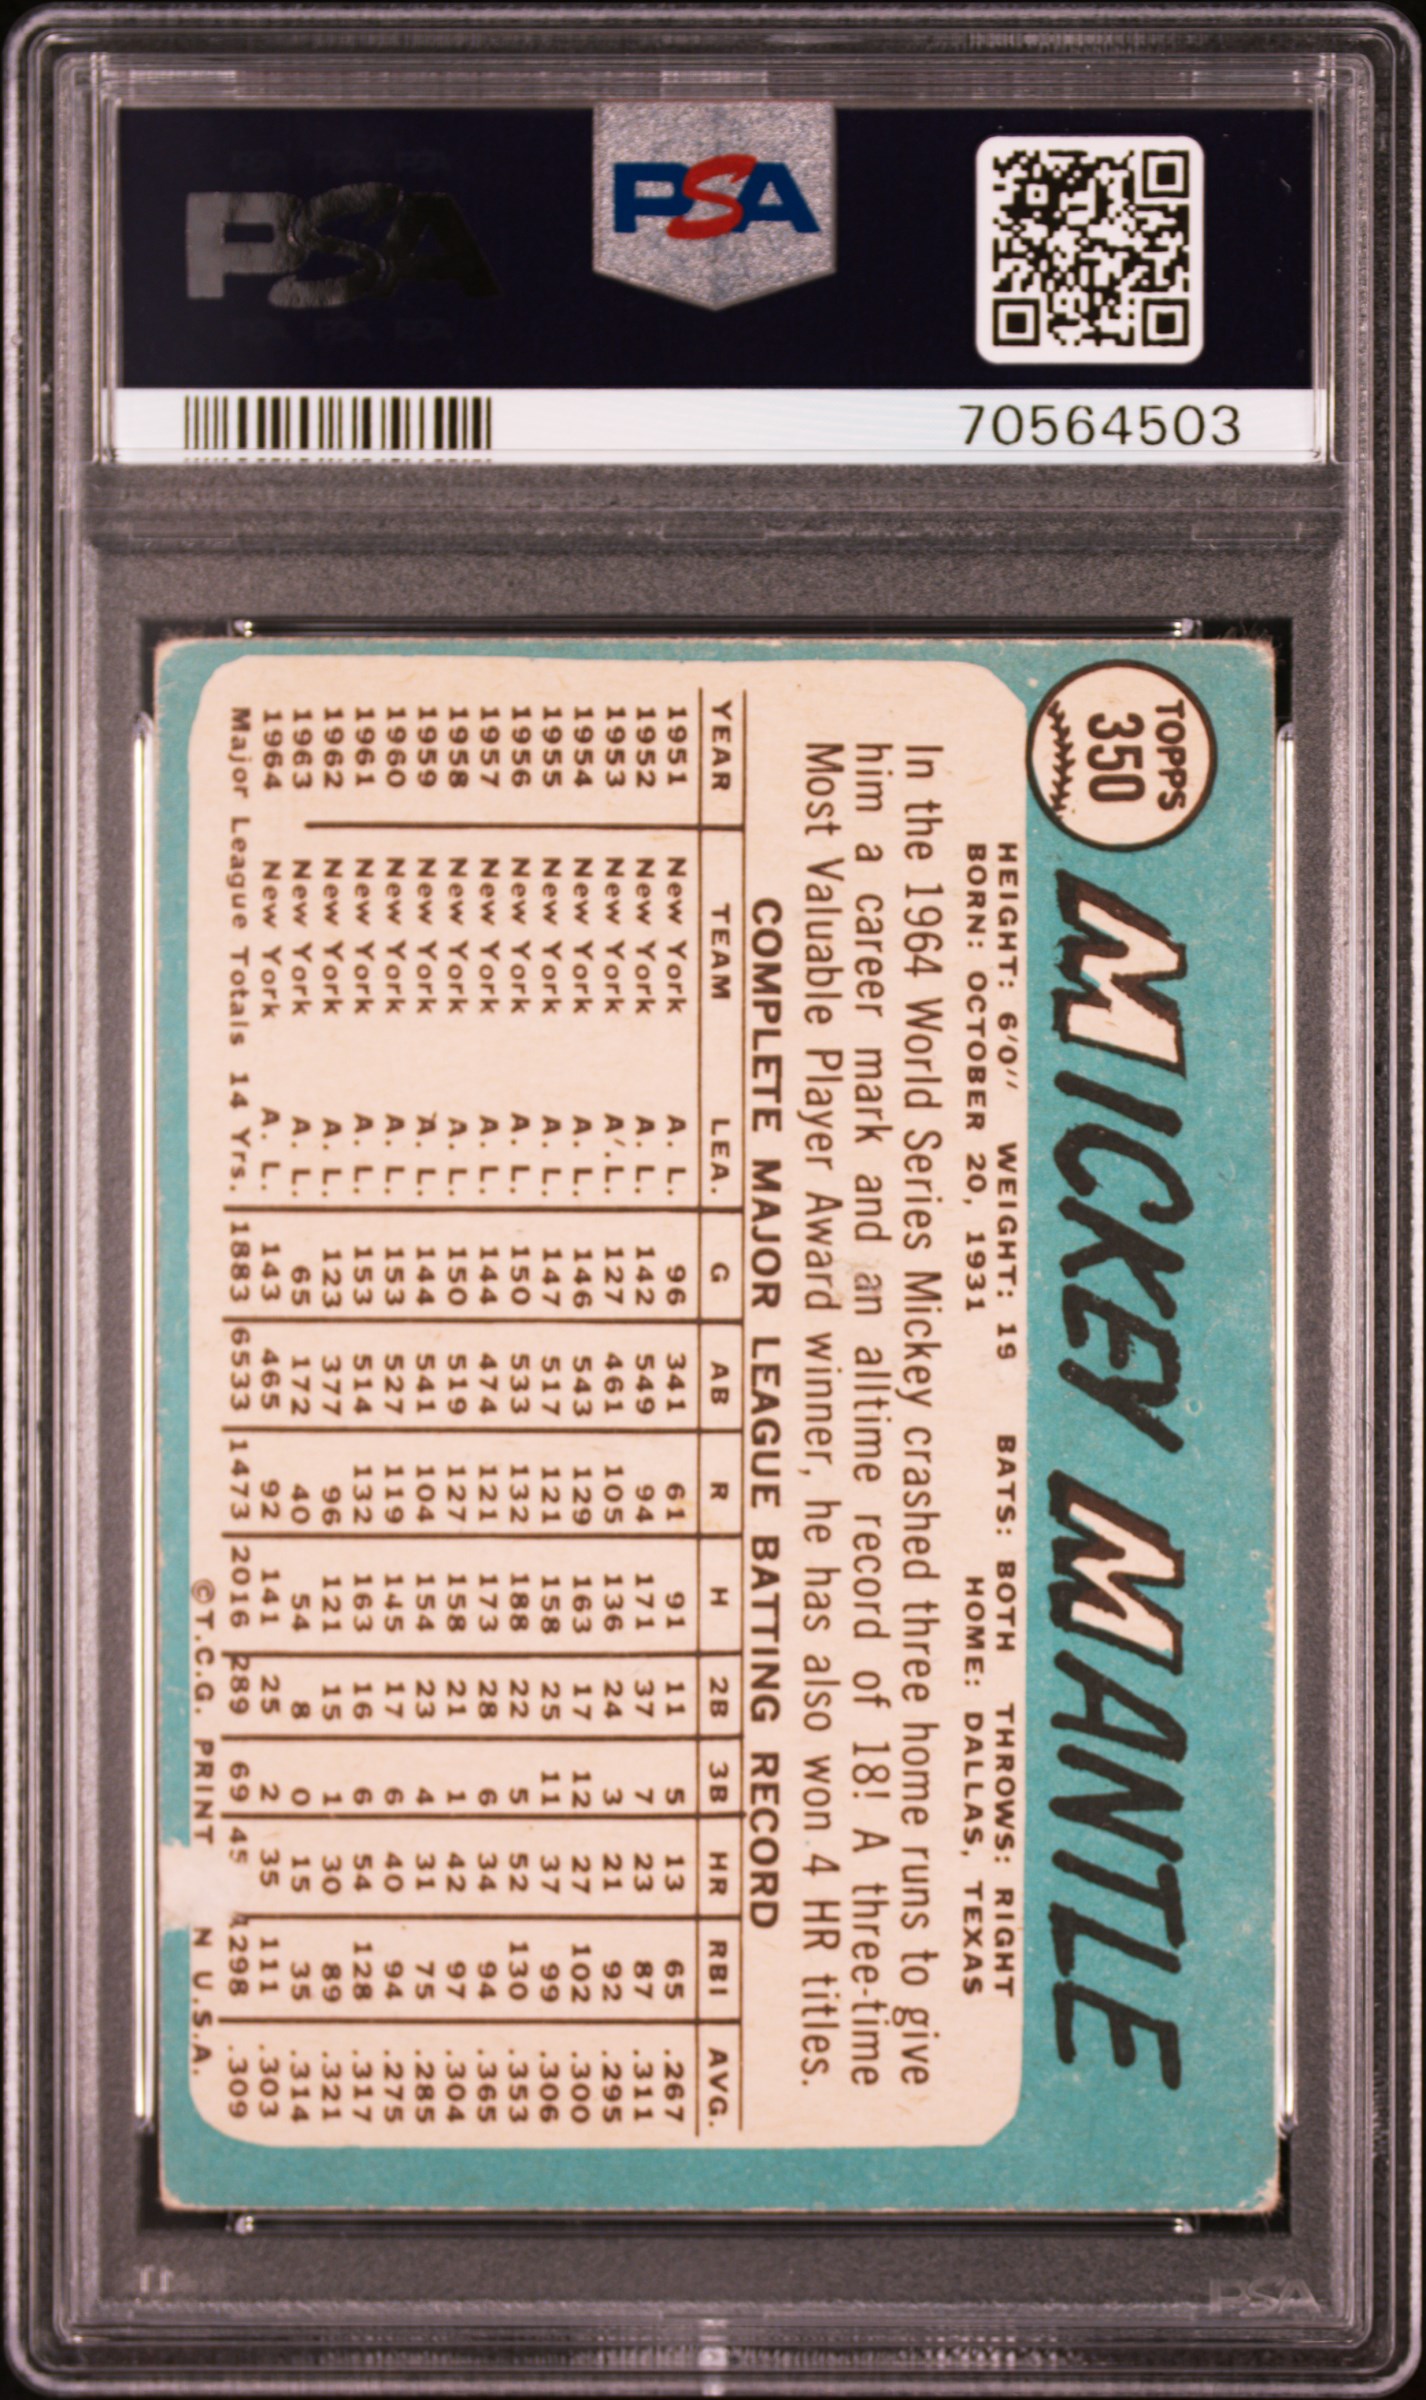 PSA
PSA
70564503
TOPPS
350
MICKEY MANTLE
HEIGHT: 6'0" WEIGHT: 19 BATS: BOTH THROWS: RIGHT
BORN: OCTOBER 20, 1931 HOME: DALLAS, TEXAS
In the 1964 World Series Mickey crashed three home runs to give
him a career mark and an alltime record of 18! A three-time
Most Valuable Player Award winner, he has also won 4 HR titles.
COMPLETE MAJOR LEAGUE BATTING RECORD
YEAR TEAM LEA. G AB R H 2B 3B HR RBI AVG.
1951 New York A. L. 96 341 61 91 11 5 13 65 .267
1952 New York A. L. 142 549 94 171 37 7 23 87 .311
1953 New York A. L. 127 461 105 136 24 3 21 92 .295
1954 New York A. L. 146 543 129 163 17 12 27 102 .300
1955 New York A. L. 147 517 121 158 25 11 37 99 .306
1956 New York A. L. 150 533 132 188 22 5 52 130 .353
1957 New York A. L. 144 474 121 173 28 6 34 94 .365
1958 New York A. L. 150 519 127 158 21 1 42 97 .304
1959 New York A. L. 144 541 104 154 23 4 31 75 .285
1960 New York A. L. 153 527 119 145 17 6 40 94 .275
1961 New York A. L. 153 514 132 163 16 6 54 128 .317
1962 New York A. L. 123 377 96 121 15 1 30 89 .321
1963 New York A. L. 65 172 40 54 8 0 15 35 .314
1964 New York A. L. 143 465 92 141 25 2 35 111 .303
Major League Totals 14 Yrs. 1883 6533 1473 2016 289 69 45 1298 .309
©T.C.G. PRINT N U.S.A.
PSA